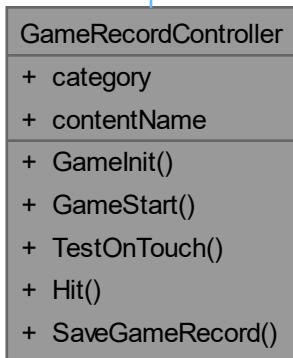 GameRecordController
+ category
+ contentName
+ GameInit()
+ GameStart()
+ TestOnTouch()
+ Hit()
+ SaveGameRecord()